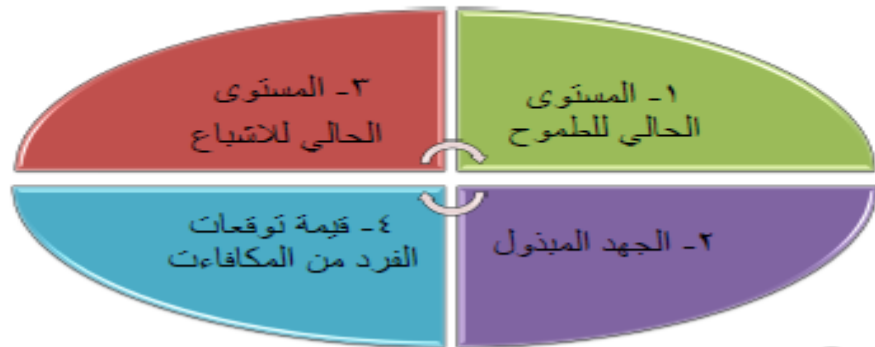 ١- المستوى
الحالي للطموح
٢- الجهد المبذول
٣- المستوى
الحالي للاشباع
٤- قيمة توقعات
الفرد من المكافاءت